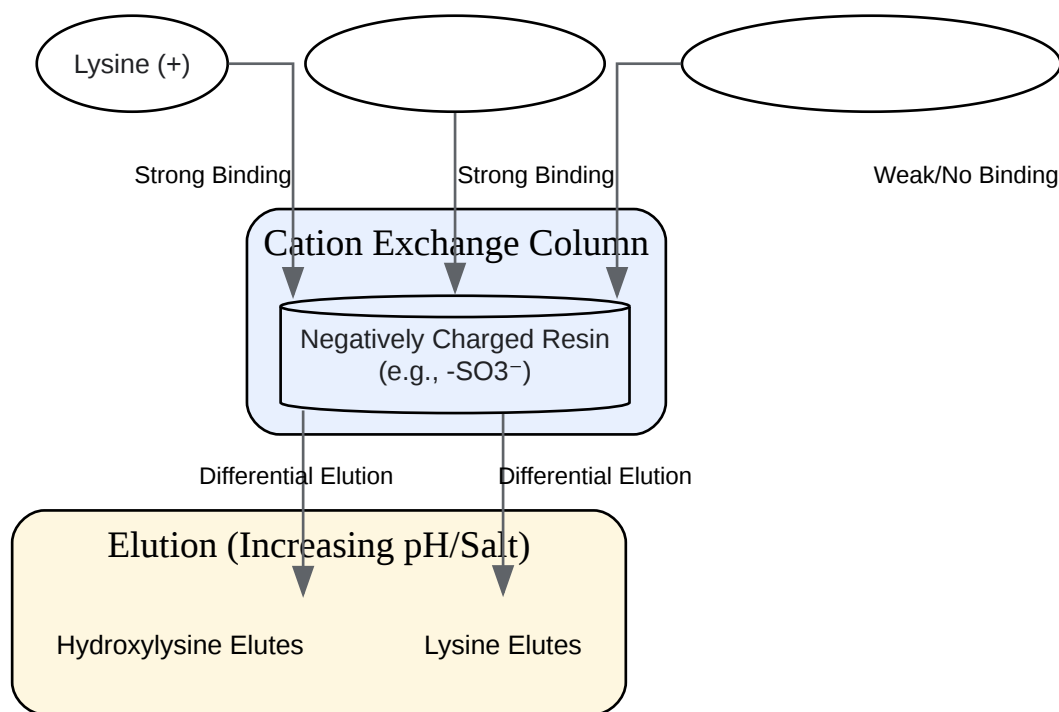 Lysine (+)
Strong Binding
Strong Binding
Weak/No Binding
Cation Exchange Column
Negatively Charged Resin
(e.g., -SO3⁻)
Differential Elution
Differential Elution
Elution (Increasing pH/Salt)
Hydroxylysine Elutes
Lysine Elutes